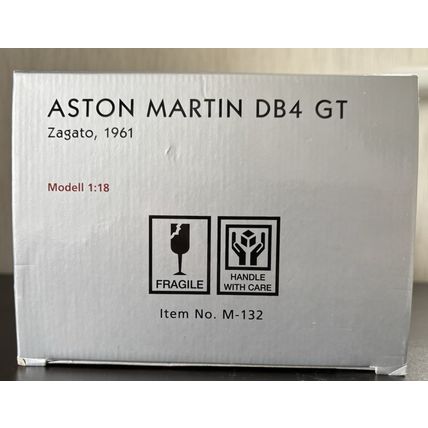 ASTON MARTIN DB4 GT
Zagato, 1961
Modell 1:18
FRAGILE
HANDLE
WITH CARE
Item No. M-132